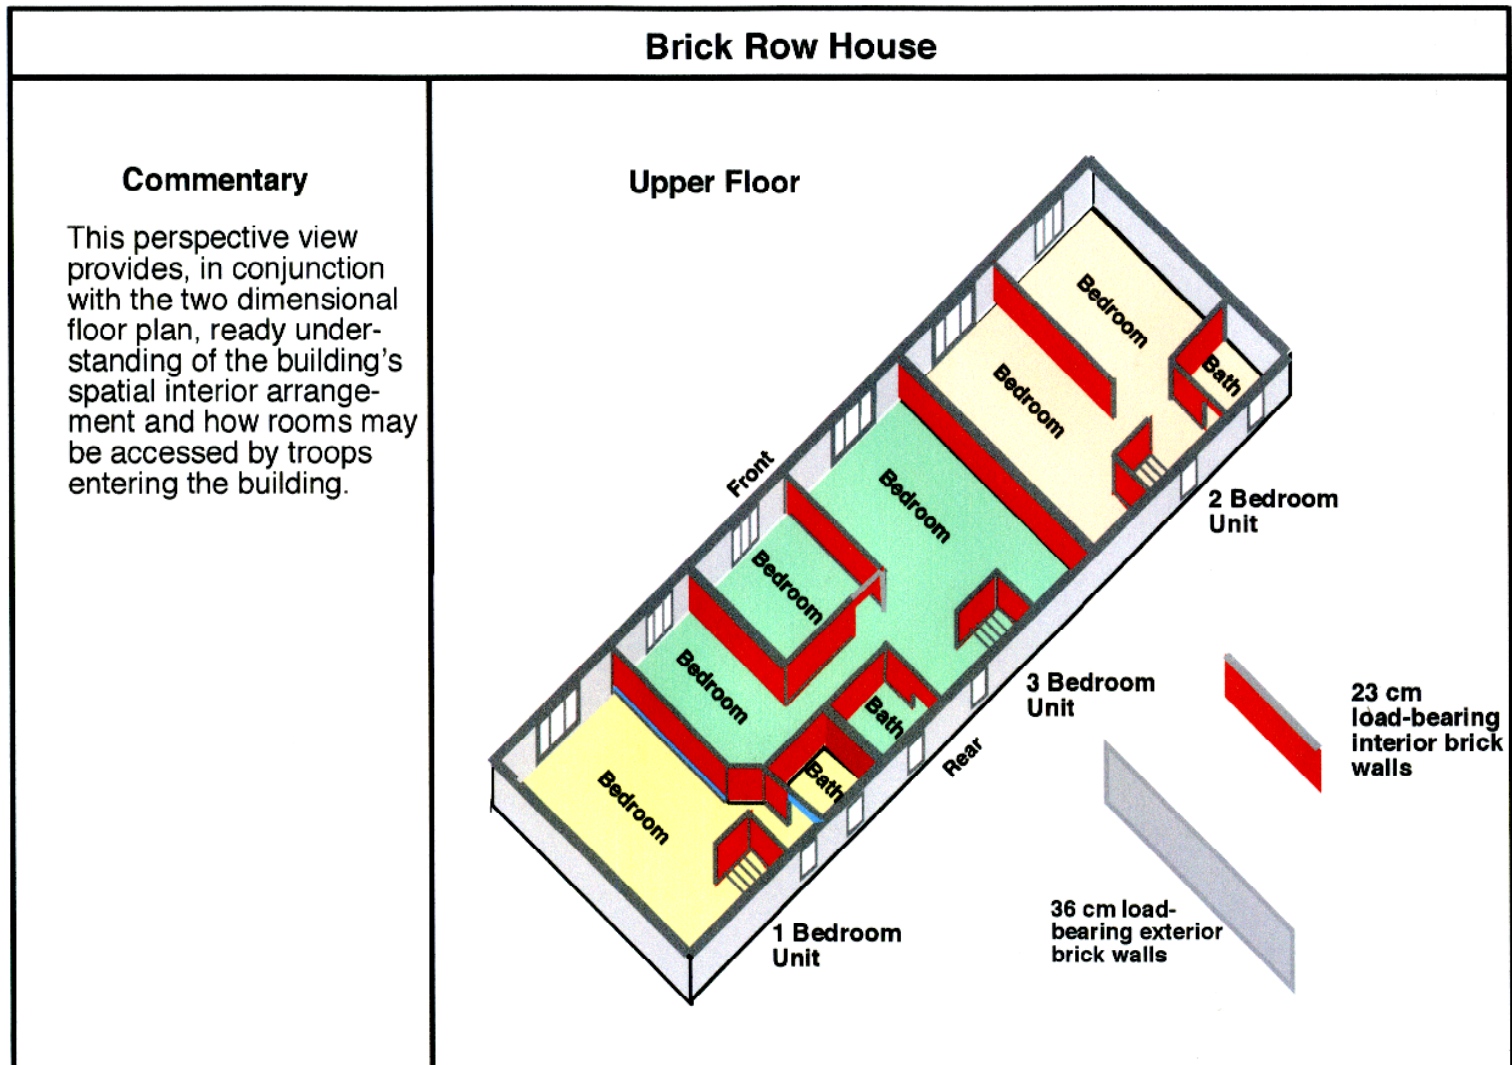 Brick Row House
Commentary
This perspective view
provides, in conjunction
with the two dimensional
floor plan, ready under-
standing of the building's
spatial interior arrange-
ment and how rooms may
be accessed by troops
entering the building.
Upper Floor
Front
Bedroom
Bedroom
Bath
2 Bedroom
Unit
Bedroom
Bedroom
Bedroom
Bath
3 Bedroom
Unit
Rear
Bedroom
Bath
1 Bedroom
Unit
23 cm
load-bearing
interior brick
walls
36 cm load-
bearing exterior
brick walls